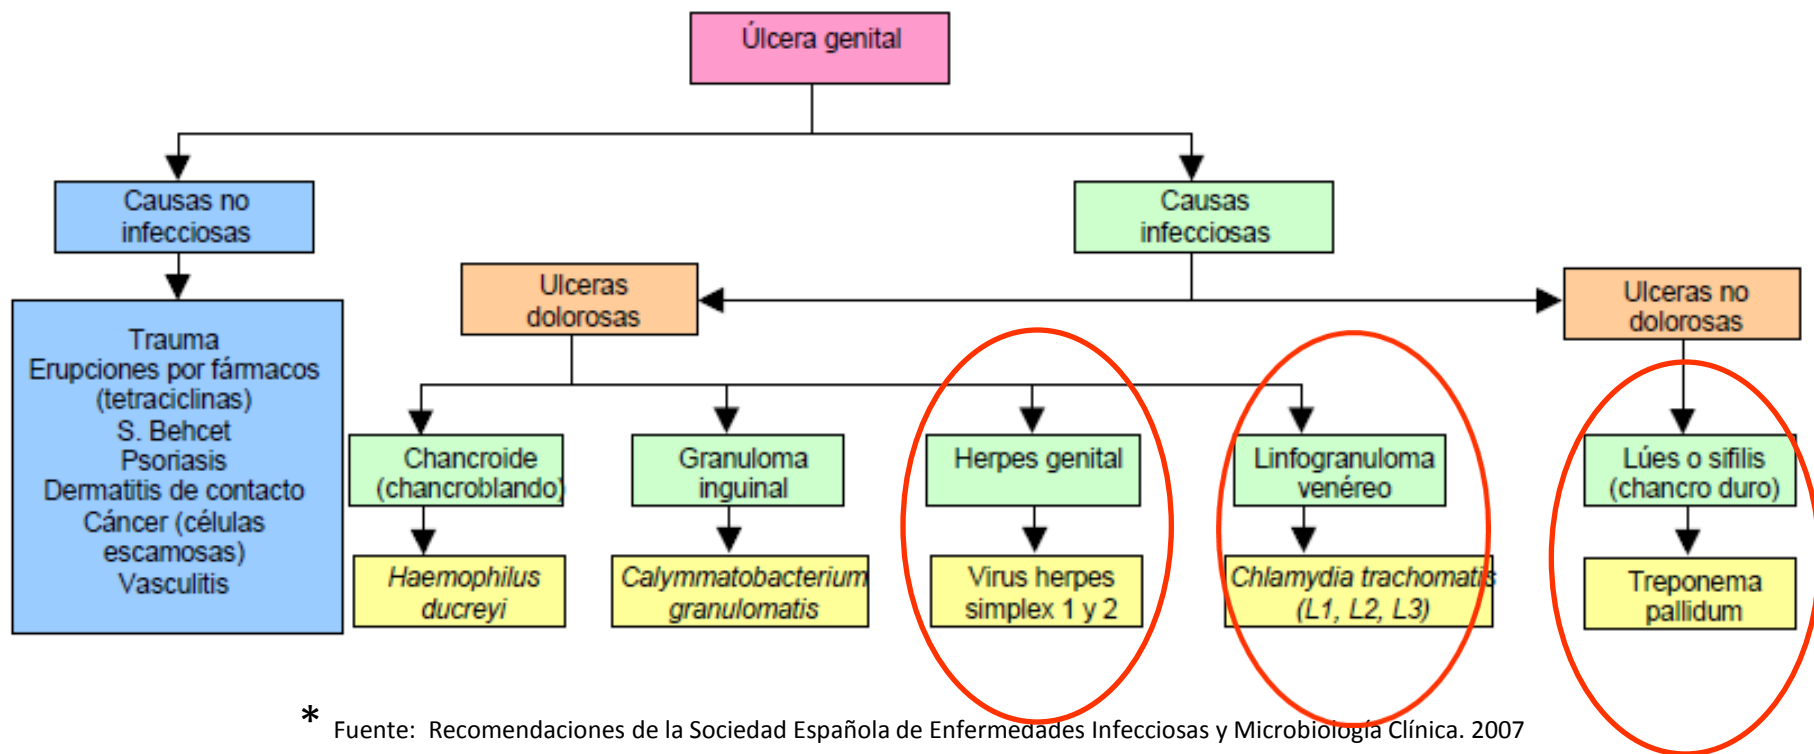 Úlcera genital
Causas no
infecciosas
Causas
infecciosas
Ulceras
dolorosas
Ulceras no
dolorosas
Trauma
Erupciones por fármacos
(tetraciclinas)
S. Behcet
Psoriasis
Dermatitis de contacto
Cáncer (células
escamosas)
Vasculitis
Chancroide
(chancroblando)
Granuloma
inguinal
Herpes genital
Linfogranuloma
venéreo
Lúes o sifilis
(chancro duro)
Haemophilus
ducreyi
Calymmatobacterium
granulomatis
Virus herpes
simplex 1 y 2
Chlamydia trachomatis
(L1, L2, L3)
Treponema
pallidum
* Fuente: Recomendaciones de la Sociedad Española de Enfermedades Infecciosas y Microbiología Clínica. 2007